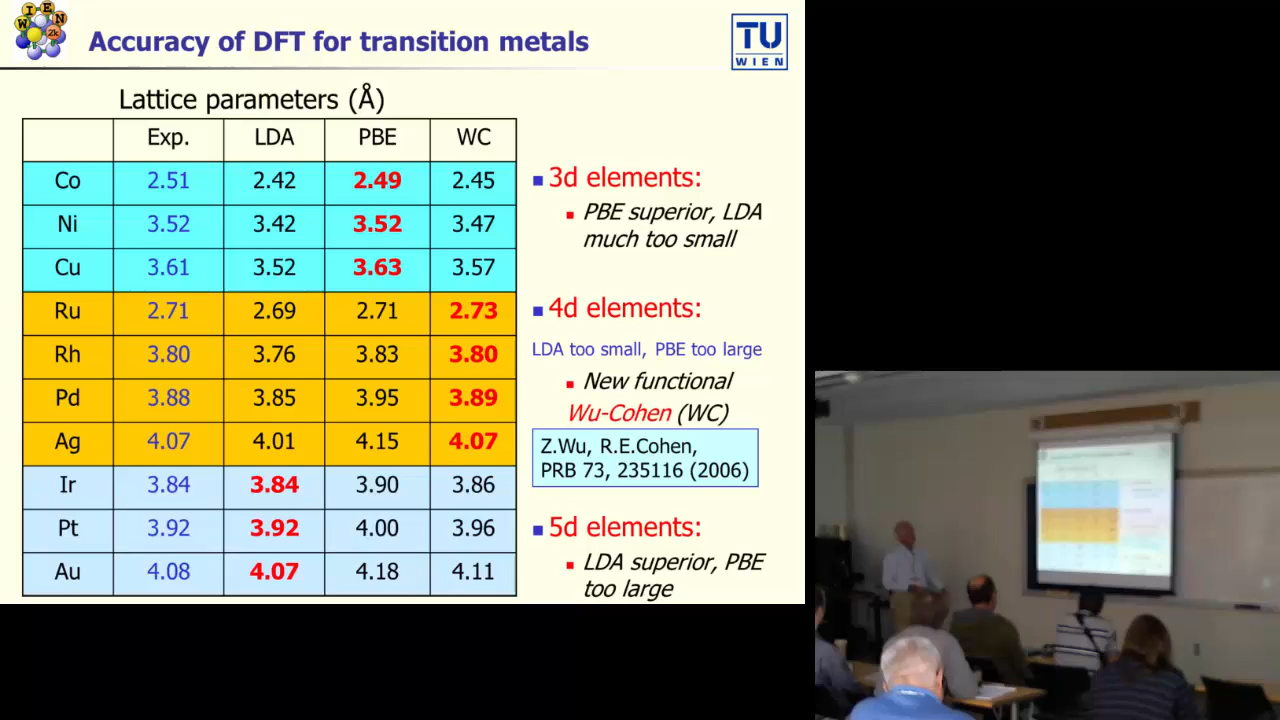 WIEN
2k
Accuracy of DFT for transition metals
TU
WIEN
Lattice parameters (Å)
Exp. LDA PBE WC
Co 2.51 2.42 2.49 2.45
Ni 3.52 3.42 3.52 3.47
Cu 3.61 3.52 3.63 3.57
Ru 2.71 2.69 2.71 2.73
Rh 3.80 3.76 3.83 3.80
Pd 3.88 3.85 3.95 3.89
Ag 4.07 4.01 4.15 4.07
Ir 3.84 3.84 3.90 3.86
Pt 3.92 3.92 4.00 3.96
Au 4.08 4.07 4.18 4.11
3d elements:
PBE superior, LDA
much too small
4d elements:
LDA too small, PBE too large
New functional
Wu-Cohen (WC)
Z.Wu, R.E.Cohen,
PRB 73, 235116 (2006)
5d elements:
LDA superior, PBE
too large